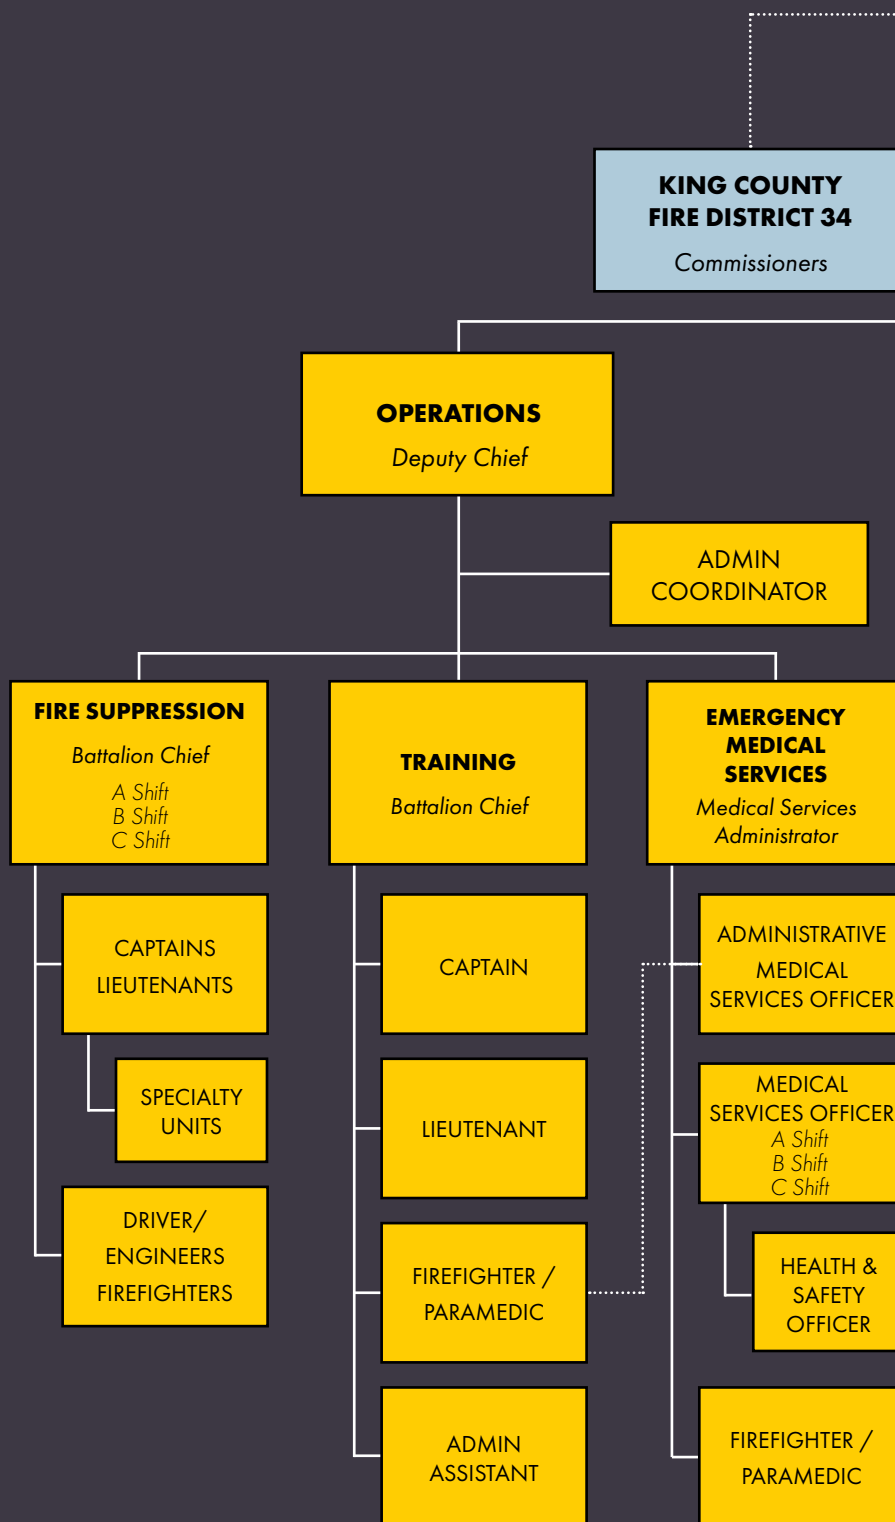 KING COUNTY
FIRE DISTRICT 34
Commissioners
OPERATIONS
Deputy Chief
ADMIN
COORDINATOR
FIRE SUPPRESSION
Battalion Chief
A Shift
B Shift
C Shift
TRAINING
Battalion Chief
EMERGENCY
MEDICAL
SERVICES
Medical Services
Administrator
CAPTAINS
LIEUTENANTS
SPECIALTY
UNITS
DRIVER/
ENGINEERS
FIREFIGHTERS
CAPTAIN
LIEUTENANT
FIREFIGHTER /
PARAMEDIC
ADMIN
ASSISTANT
ADMINISTRATIVE
MEDICAL
SERVICES OFFICER
MEDICAL
SERVICES OFFICER
A Shift
B Shift
C Shift
HEALTH &
SAFETY
OFFICER
FIREFIGHTER /
PARAMEDIC